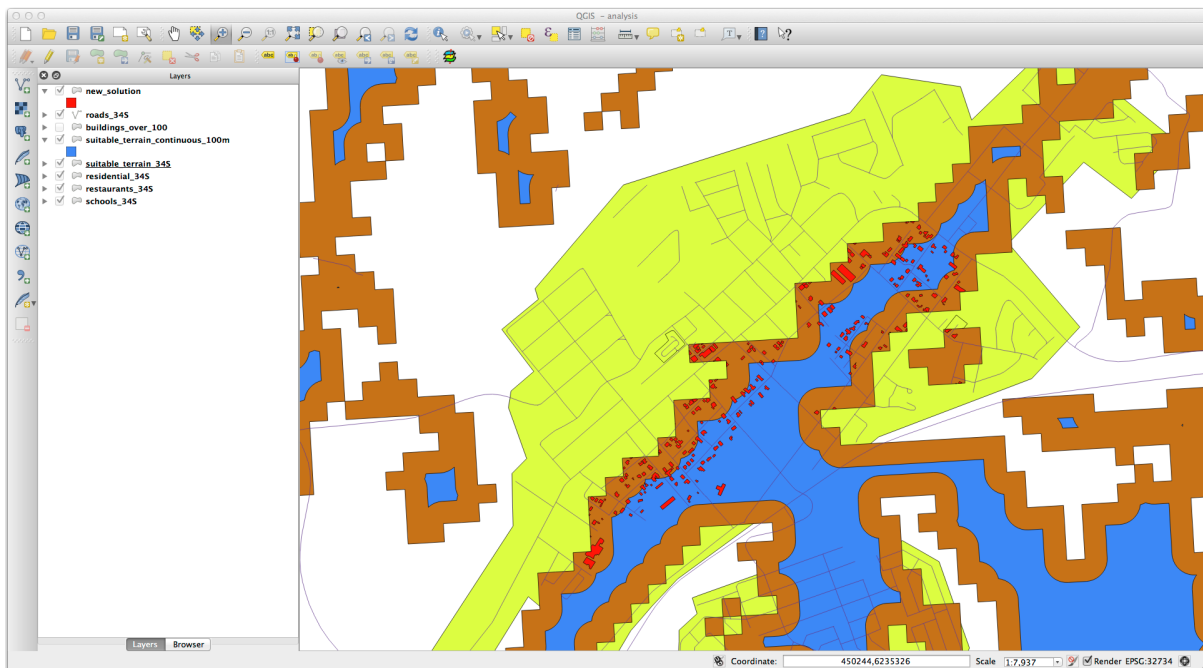 QGIS - analysis
Layers
new_solution
roads_34S
buildings_over_100
suitable_terrain_continuous_100m
suitable_terrain_34S
residential_34S
restaurants_34S
schools_34S
Layers Browser
Coordinate: 450244,6235326 Scale 1:7,937 Render EPSG:32734